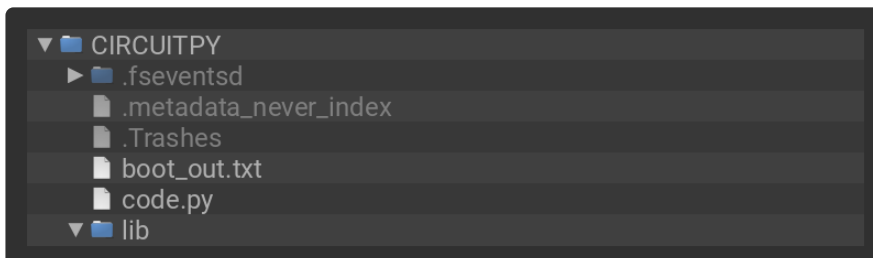 CIRCUITPY
.fseventsd
.metadata_never_index
.Trashes
boot_out.txt
code.py
lib